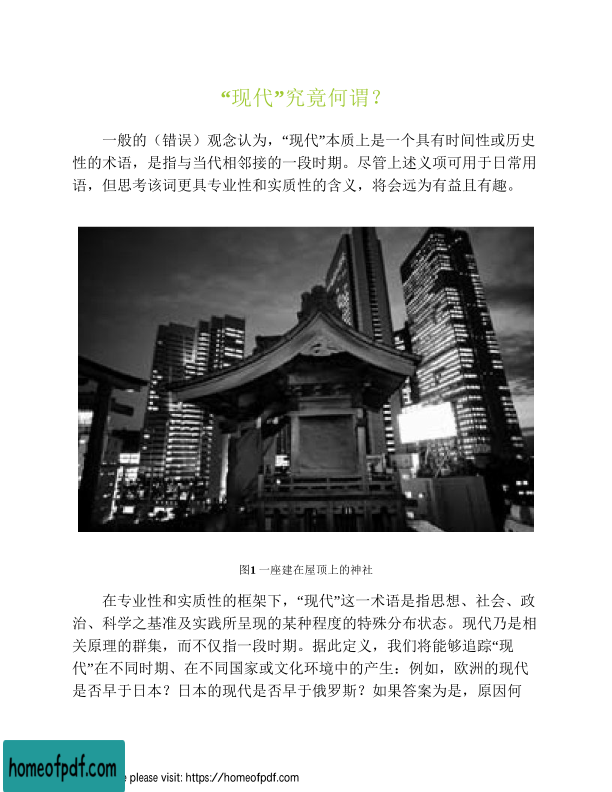 “现代”究竟何谓？
一般的（错误）观念认为，“现代”本质上是一个具有时间性或历史
性的术语，是指与当代相邻接的一段时期。尽管上述义项可用于日常用
语，但思考该词更具专业性和实质性的含义，将会远为有益且有趣。
图1 一座建在屋顶上的神社
在专业性和实质性的框架下，“现代”这一术语是指思想、社会、政
治、科学之基准及实践所呈现的某种程度的特殊分布状态。现代乃是相
关原理的群集，而不仅指一段时期。据此定义，我们将能够追踪“现
代”在不同时期、在不同国家或文化环境中的产生：例如，欧洲的现代
是否早于日本？日本的现代是否早于俄罗斯？如果答案为是，原因何
homeofpdf.com
e please visit: https://homeofpdf.com